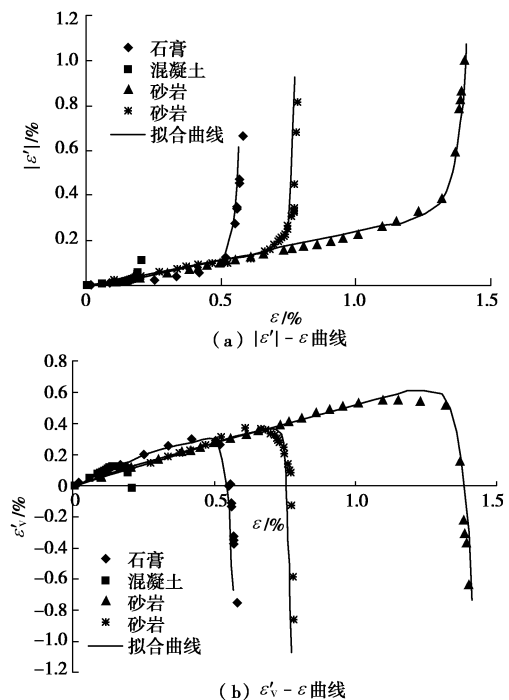 1.2
1.0
0.8
0.6
0.4
0.2
0
0.5
1.0
1.5
|ε′|/%
ε/%
石膏
混凝土
砂岩
砂岩
拟合曲线
(a) |ε′|－ε曲线
0.8
0.6
0.4
0.2
0
−0.2
−0.4
−0.6
−0.8
−1.0
−1.2
0
0.5
1.0
1.5
ε′v/%
ε/%
石膏
混凝土
砂岩
砂岩
拟合曲线
(b) ε′v－ε曲线